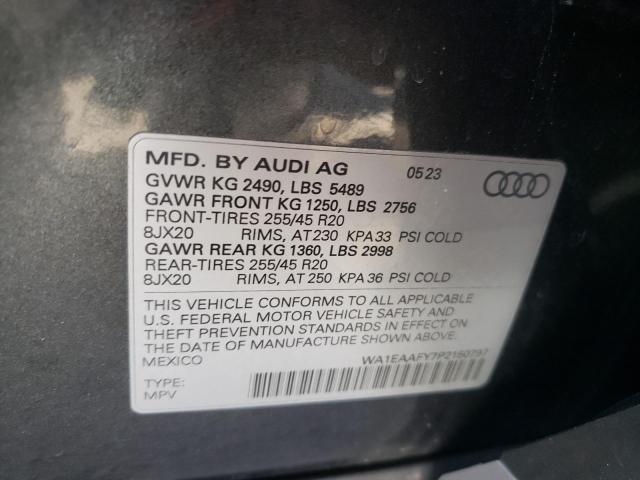 MFD. BY AUDI AG 05 23
GVWR KG 2490, LBS 5489
GAWR FRONT KG 1250, LBS 2756
FRONT-TIRES 255/45 R20
8JX20 RIMS, AT 230 KPA 33 PSI COLD
GAWR REAR KG 1360, LBS 2998
REAR-TIRES 255/45 R20
8JX20 RIMS, AT 250 KPA 36 PSI COLD
THIS VEHICLE CONFORMS TO ALL APPLICABLE
U.S. FEDERAL MOTOR VEHICLE SAFETY AND
THEFT PREVENTION STANDARDS IN EFFECT ON
THE DATE OF MANUFACTURE SHOWN ABOVE.
MEXICO WA1EAAFY7P2160797
TYPE:
MPV